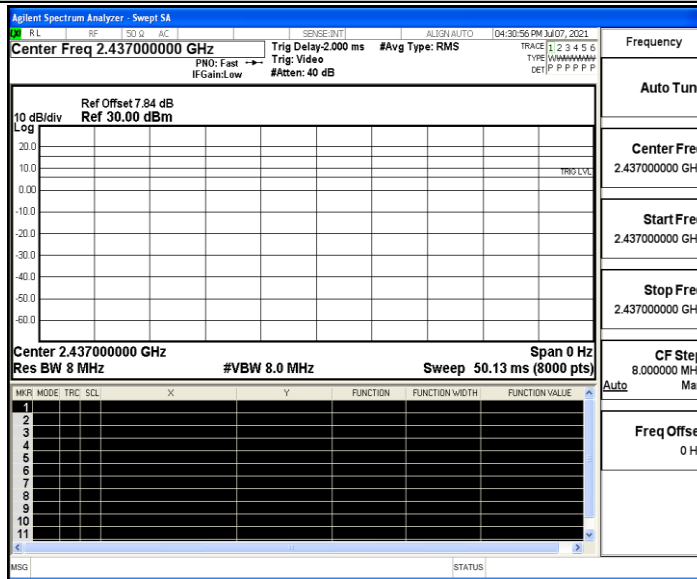 Agilent Spectrum Analyzer - Swept SA
RL RF 50 Ω AC SENSE:INT ALIGN AUTO 04:30:56 PM Jul 07, 2021
Center Freq 2.437000000 GHz
PNO: Fast
IFGain:Low
Trig Delay-2.000 ms
Trig: Video
#Atten: 40 dB
#Avg Type: RMS
TRACE 1 2 3 4 5 6
TYPE WWWWWW
DET P P P P P P
Ref Offset 7.84 dB
10 dB/div Ref 30.00 dBm
Log
20.0
10.0
TRIG LVL
0.00
-10.0
-20.0
-30.0
-40.0
-50.0
-60.0
Center 2.437000000 GHz Span 0 Hz
Res BW 8 MHz #VBW 8.0 MHz Sweep 50.13 ms (8000 pts)
MKR MODE TRC SCL X Y FUNCTION FUNCTION WIDTH FUNCTION VALUE
1
2
3
4
5
6
7
8
9
10
11
MSG STATUS
Frequency
Auto Tun
Center Fre
2.437000000 GH
Start Fre
2.437000000 GH
Stop Fre
2.437000000 GH
CF Ste
8.000000 MH
Auto Ma
Freq Offse
0 H